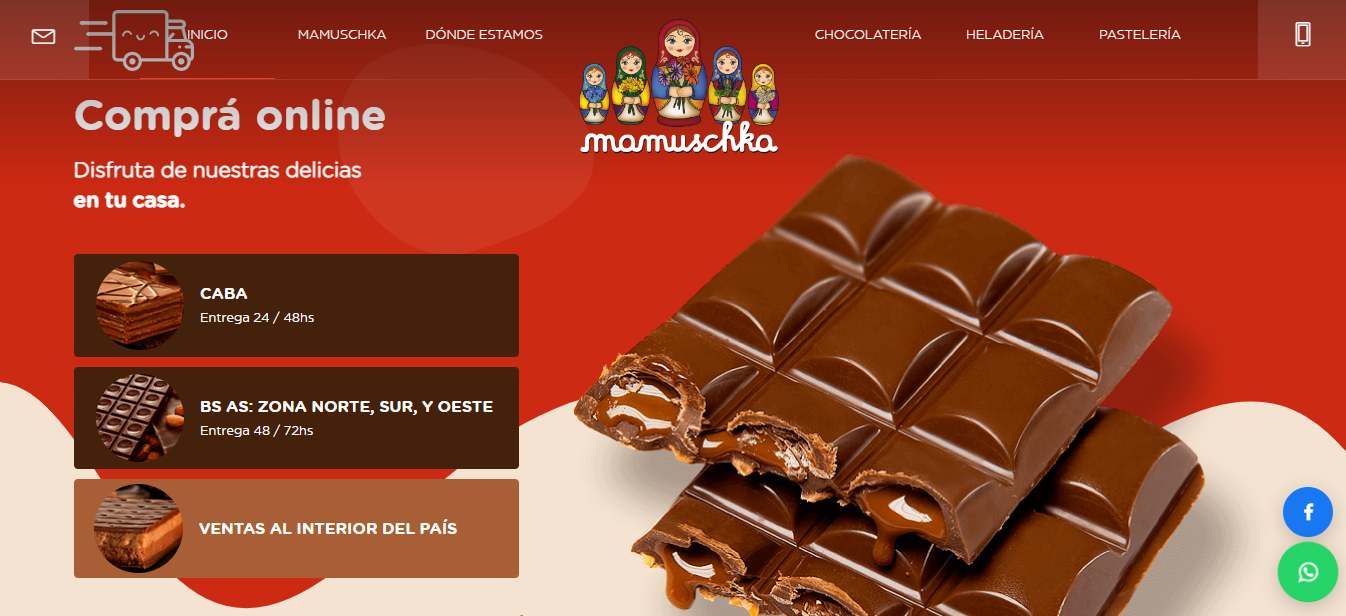 INICIO
MAMUSCHKA
DÓNDE ESTAMOS
mamuschka
CHOCOLATERÍA
HELADERÍA
PASTELERÍA
Comprá online
Disfruta de nuestras delicias
en tu casa.
CABA
Entrega 24 / 48hs
BS AS: ZONA NORTE, SUR, Y OESTE
Entrega 48 / 72hs
VENTAS AL INTERIOR DEL PAÍS